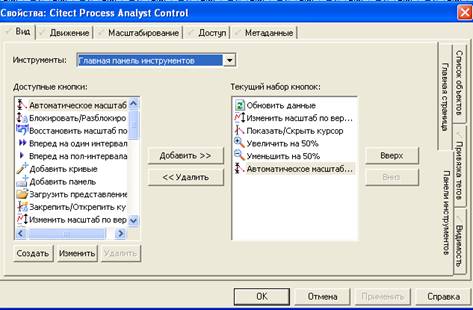 Свойства: Citect Process Analyst Control
Вид Движение Масштабирование Доступ Метаданные
Инструменты: Главная панель инструментов
Доступные кнопки:
Автоматическое масштаб
Блокировать/Разблокиро
Восстановить масштаб по
Вперед на один интервал
Вперед на пол-интервала
Добавить кривые
Добавить панель
Загрузить представление
Закрепить/Открепить ку
Изменить масштаб по вер
Создать Изменить Удалить
Добавить >>
<< Удалить
Текущий набор кнопок:
Обновить данные
Изменить масштаб по вер...
Показать/Скрыть курсор
Увеличить на 50%
Уменьшить на 50%
Автоматическое масштаб...
Вверх
Вниз
Главная страница
Панели инструментов
Список объектов
Привязка тегов
Видимость
OK Отмена Применить Справка